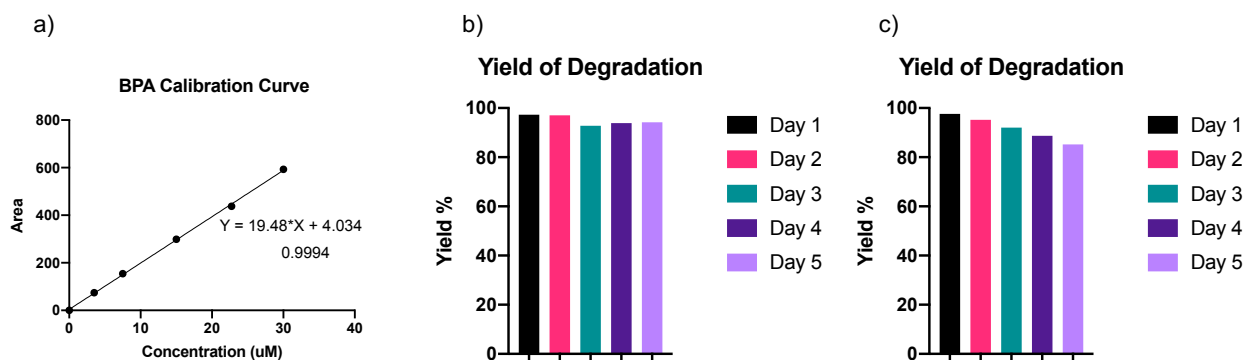 a)
BPA Calibration Curve
800
600
400
200
0
Area
0
10
20
30
40
Concentration (uM)
Y = 19.48*X + 4.034
0.9994
b)
Yield of Degradation
100
80
60
40
20
0
Yield %
Day 1
Day 2
Day 3
Day 4
Day 5
c)
Yield of Degradation
100
80
60
40
20
0
Yield %
Day 1
Day 2
Day 3
Day 4
Day 5